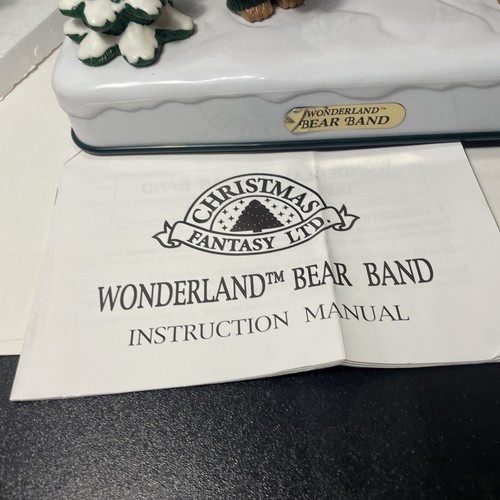 WONDERLAND™
BEAR BAND
CHRISTMAS
FANTASY LTD.
WONDERLAND™ BEAR BAND
INSTRUCTION MANUAL